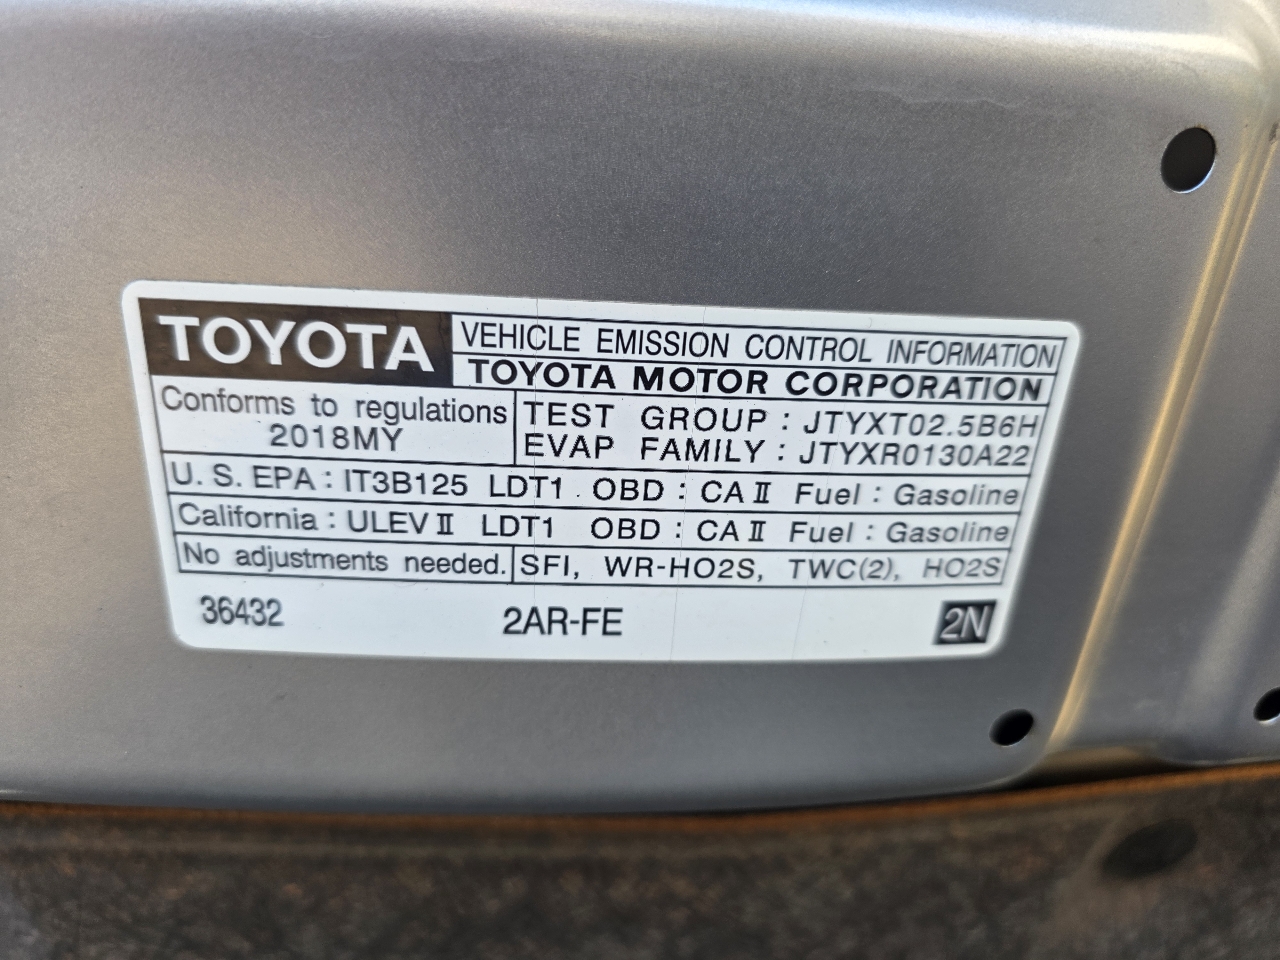 TOYOTA
VEHICLE EMISSION CONTROL INFORMATION
TOYOTA MOTOR CORPORATION
Conforms to regulations
2018MY
TEST GROUP : JTYXT02.5B6H
EVAP FAMILY : JTYXR0130A22
U. S. EPA : IT3B125 LDT1 OBD : CA II Fuel : Gasoline
California : ULEV II LDT1 OBD : CA II Fuel : Gasoline
No adjustments needed. SFI, WR-HO2S, TWC(2), HO2S
36432 2AR-FE 2N